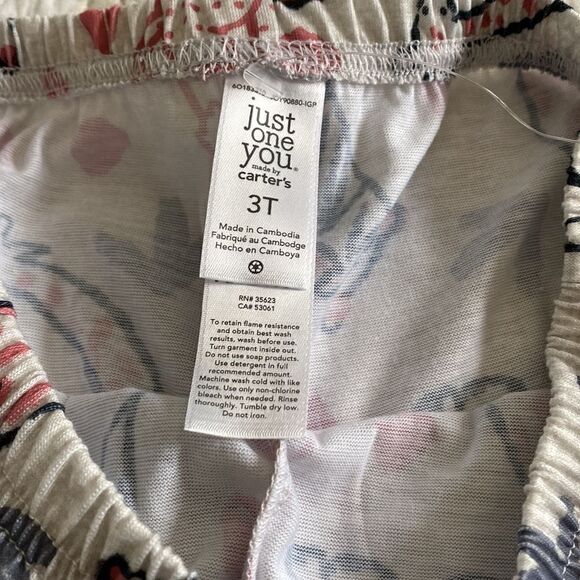 just
one
you®
made by
carter's
3T
Made in Cambodia
Fabriqué au Cambodge
Hecho en Camboya
RN# 35623
CA# 53061
To retain flame resistance
and obtain best wash
results, wash before use.
Turn garment inside out.
Do not use soap products.
Use detergent in full
recommended amount.
Machine wash cold with like
colors. Use only non-chlorine
bleach when needed. Rinse
thoroughly. Tumble dry low.
Do not iron.